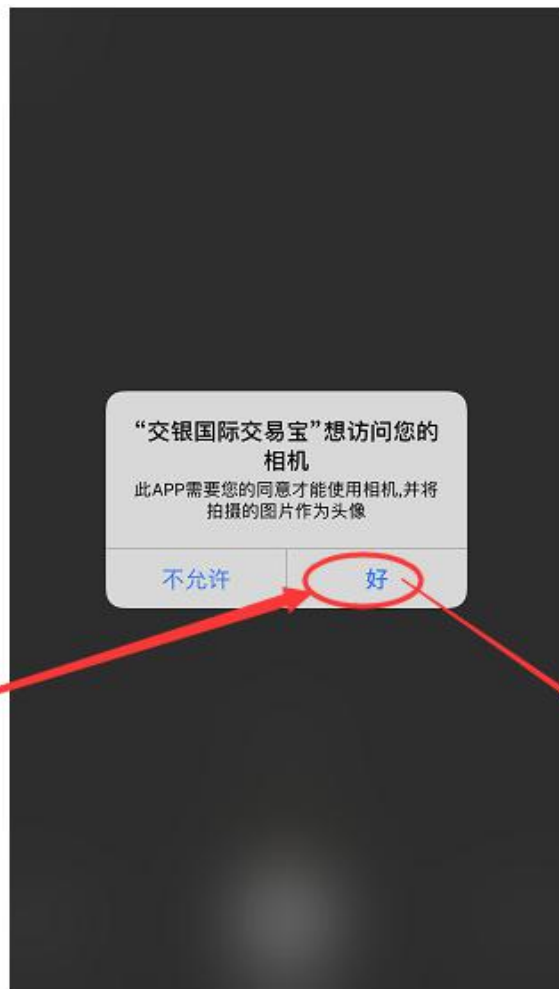 “交银国际交易宝”想访问您的
相机
此APP需要您的同意才能使用相机,并将
拍摄的图片作为头像
不允许
好